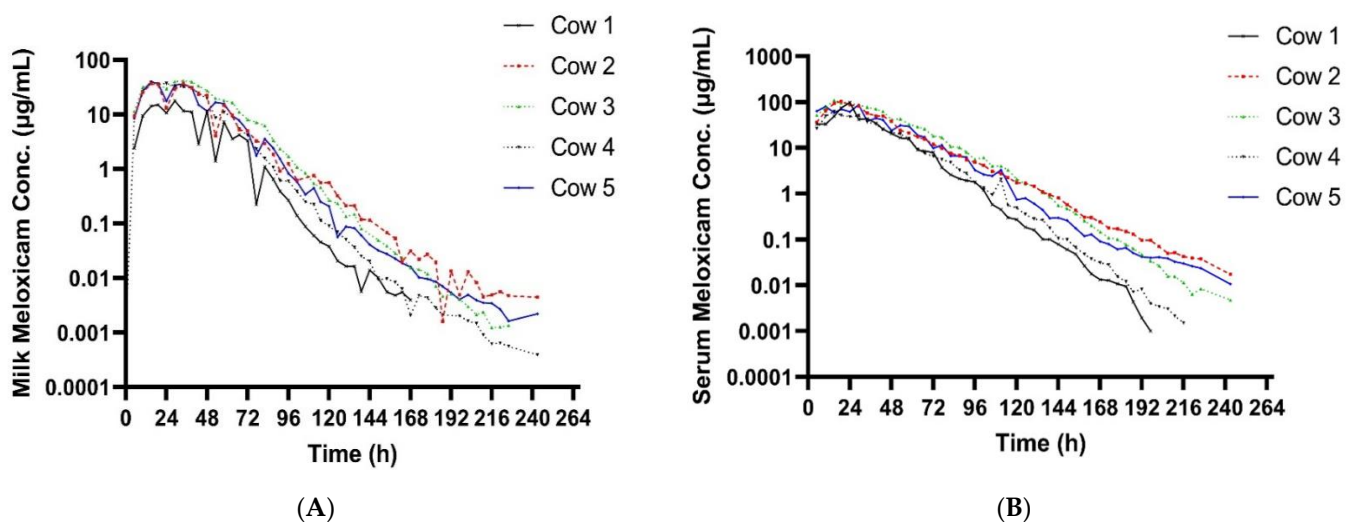 Cow 1
Cow 2
Cow 3
Cow 4
Cow 5
Milk Meloxicam Conc. (µg/mL)
100
10
1
0.1
0.01
0.001
0.0001
0 24 48 72 96 120 144 168 192 216 240 264
Time (h)
(A)
Cow 1
Cow 2
Cow 3
Cow 4
Cow 5
Serum Meloxicam Conc. (µg/mL)
1000
100
10
1
0.1
0.01
0.001
0.0001
0 24 48 72 96 120 144 168 192 216 240 264
Time (h)
(B)